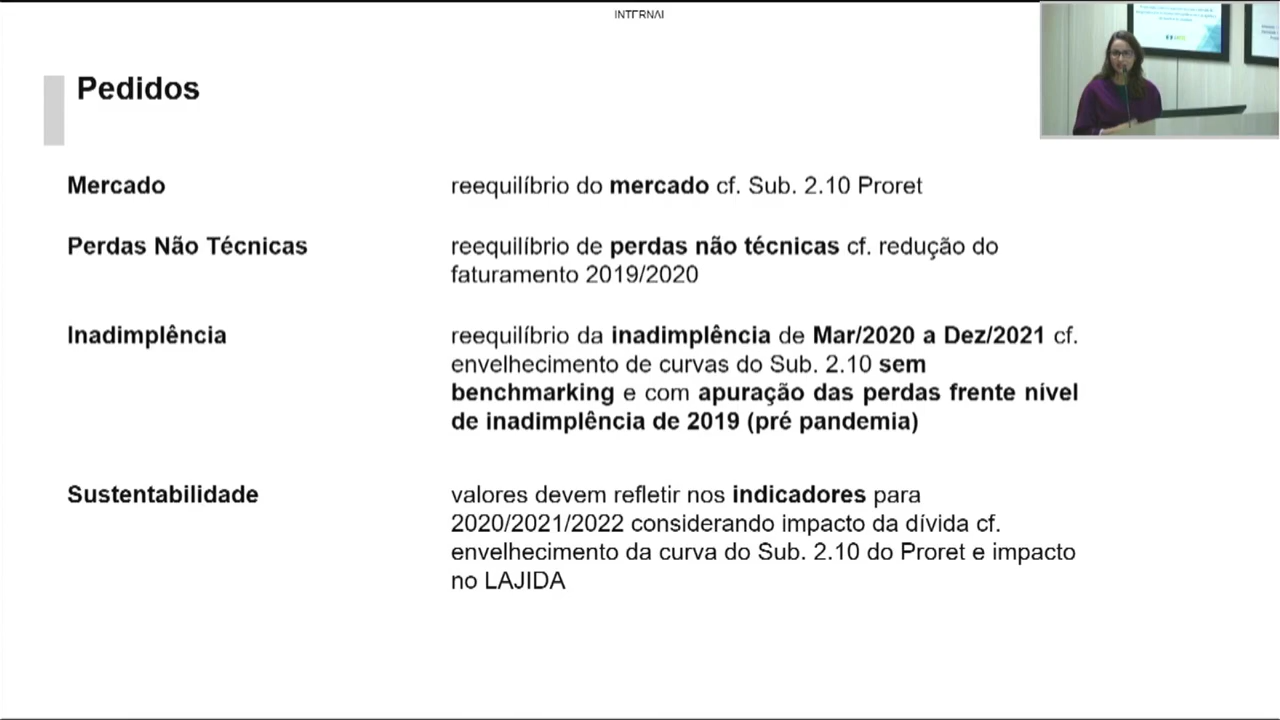 INTERNAL
Pedidos
Mercado
reequilíbrio do mercado cf. Sub. 2.10 Proret
Perdas Não Técnicas
reequilíbrio de perdas não técnicas cf. redução do
faturamento 2019/2020
Inadimplência
reequilíbrio da inadimplência de Mar/2020 a Dez/2021 cf.
envelhecimento de curvas do Sub. 2.10 sem
benchmarking e com apuração das perdas frente nível
de inadimplência de 2019 (pré pandemia)
Sustentabilidade
valores devem refletir nos indicadores para
2020/2021/2022 considerando impacto da dívida cf.
envelhecimento da curva do Sub. 2.10 do Proret e impacto
no LAJIDA